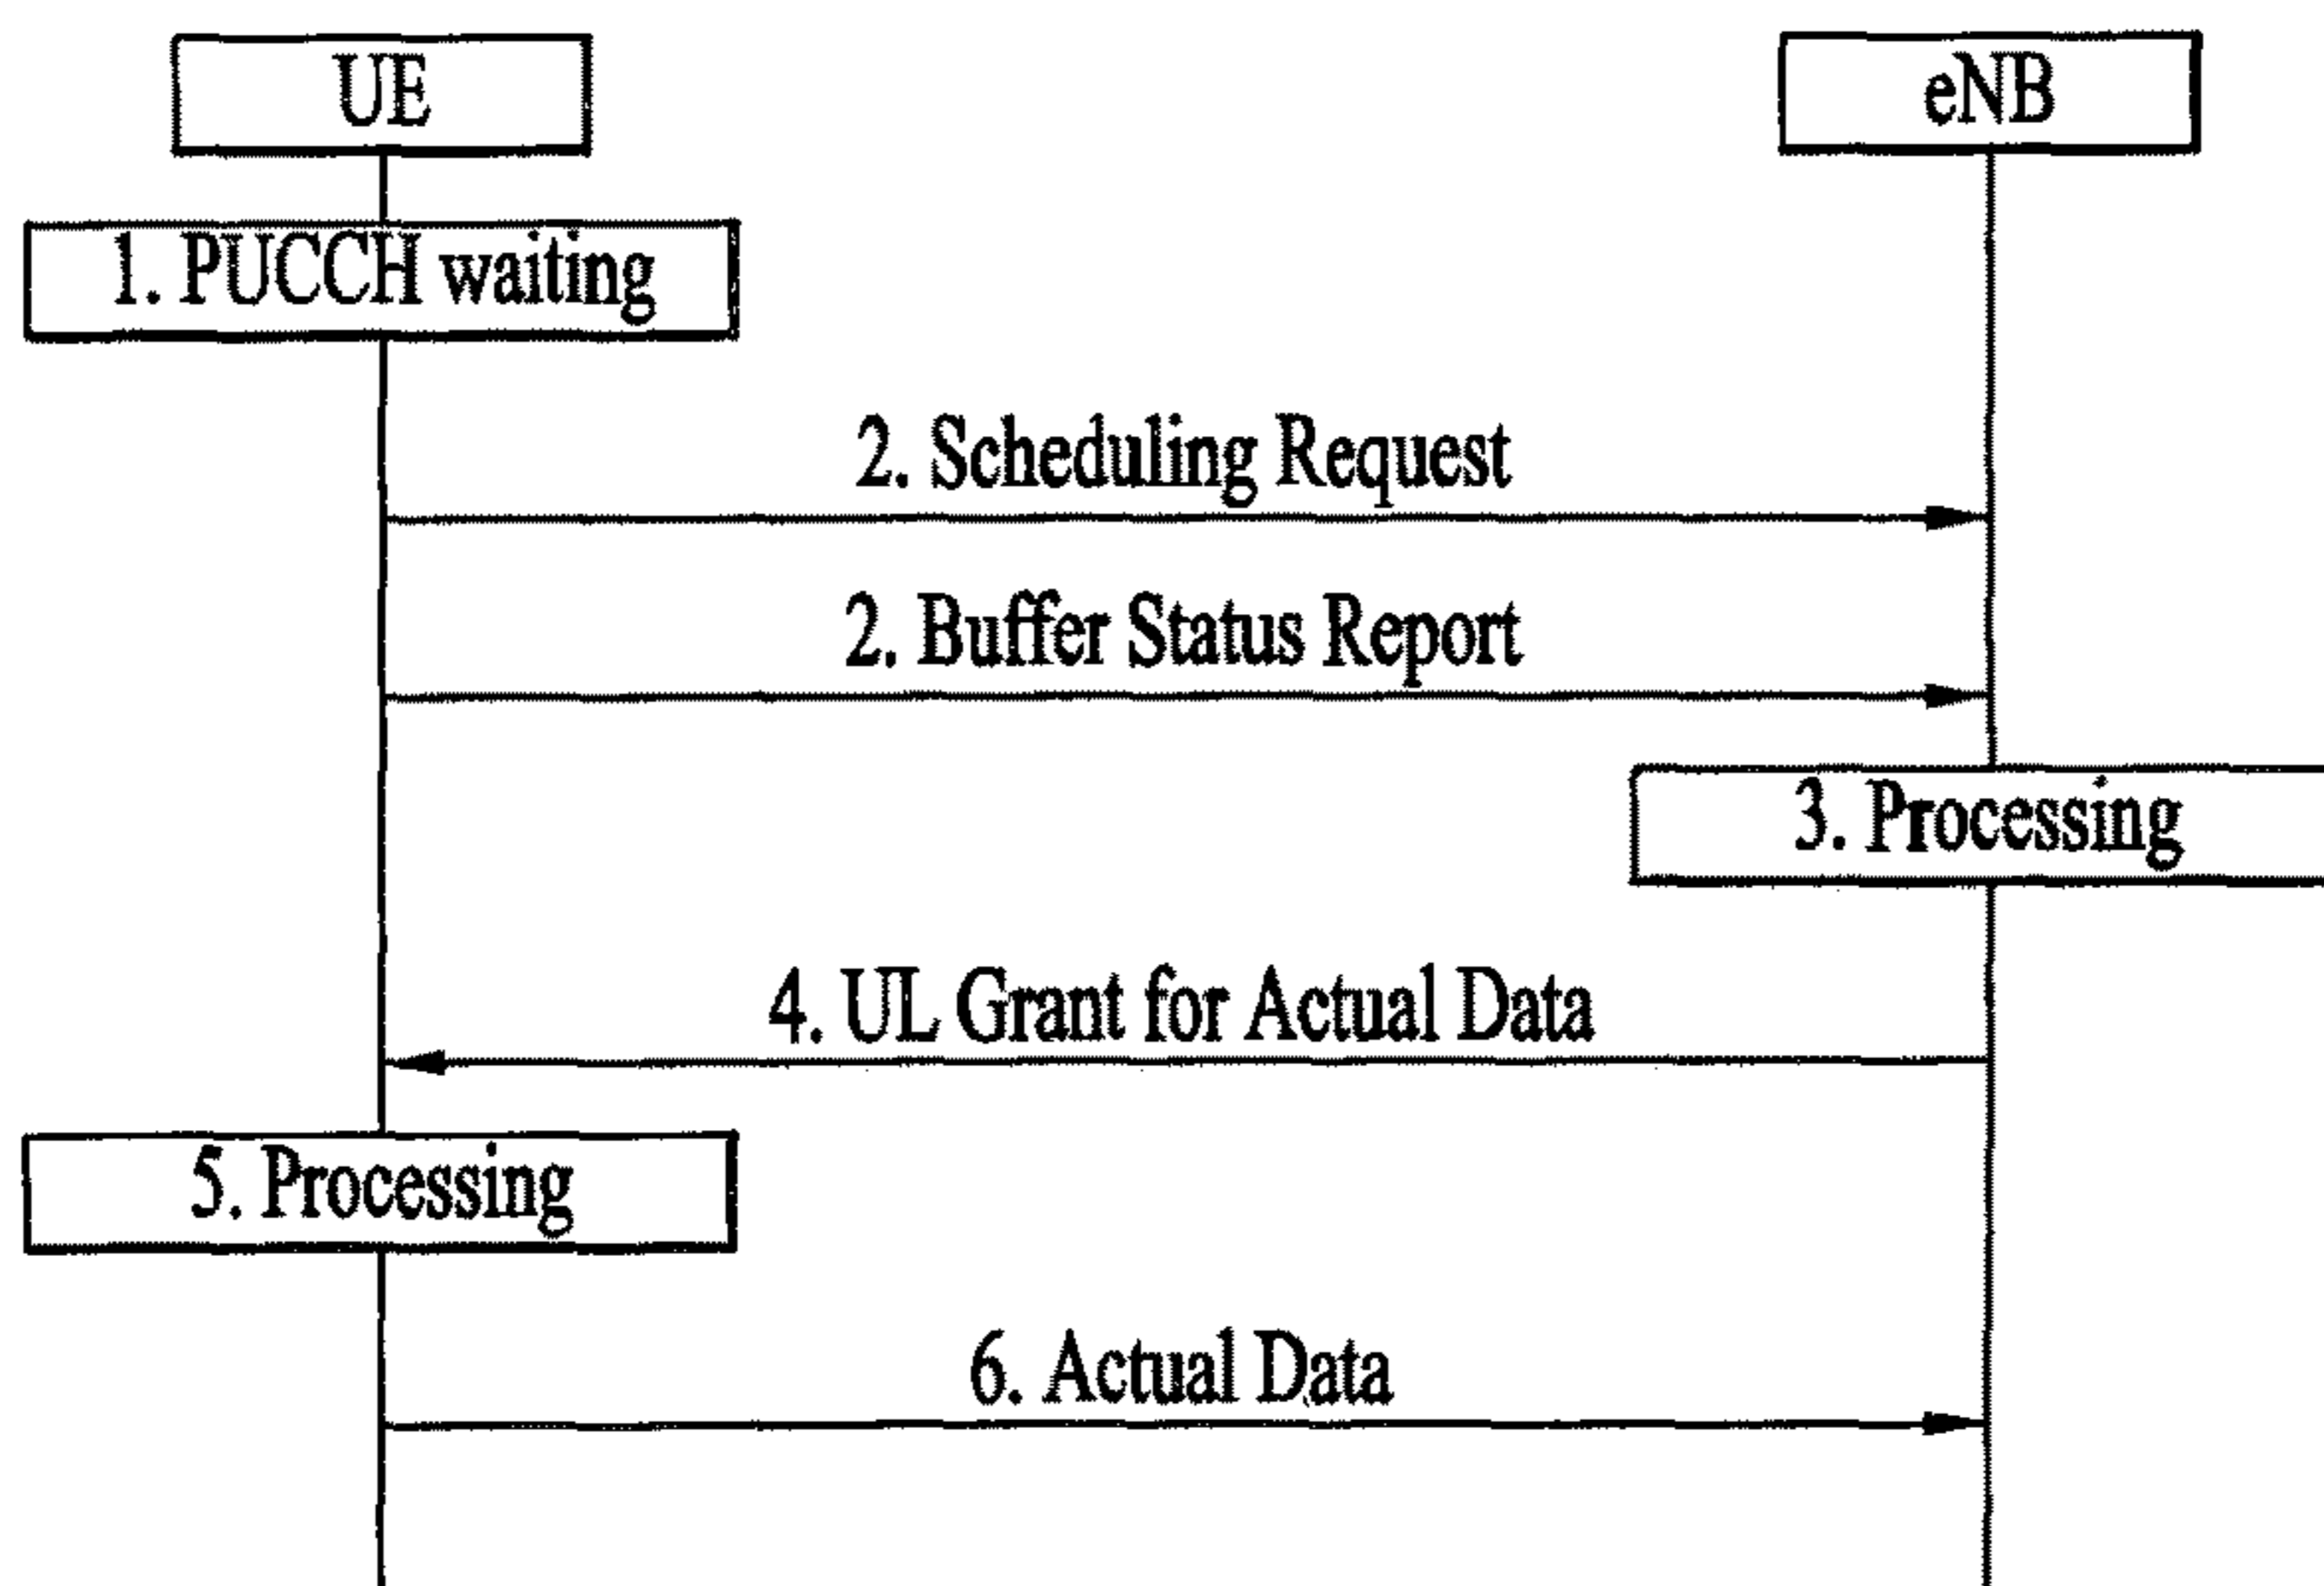 UE
eNB
1. PUCCH waiting
2. Scheduling Request
2. Buffer Status Report
3. Processing
4. UL Grant for Actual Data
5. Processing
6. Actual Data